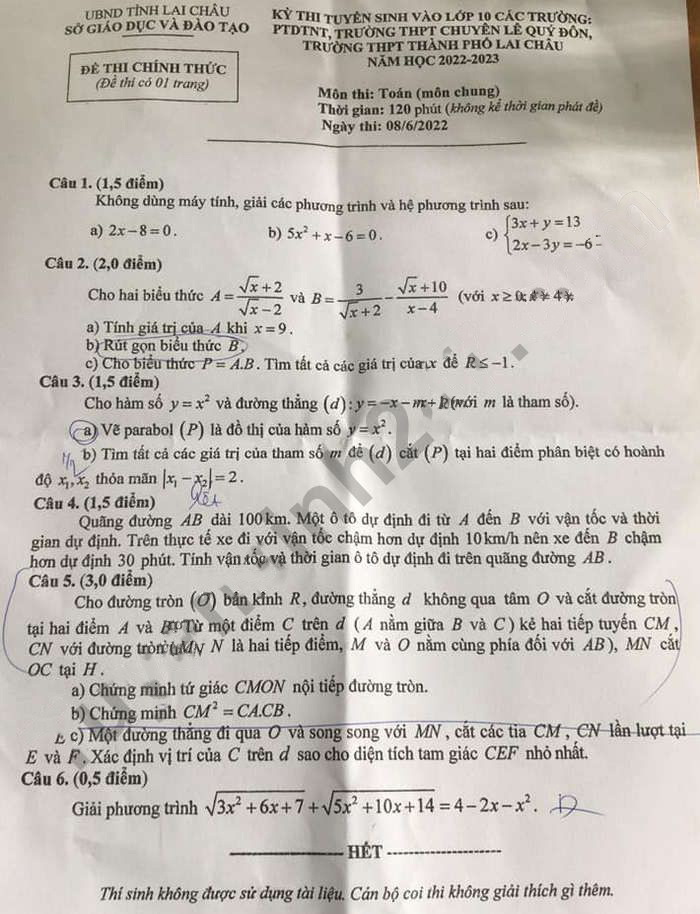 UBND TỈNH LAI CHÂU
SỞ GIÁO DỤC VÀ ĐÀO TẠO
KỲ THI TUYỂN SINH VÀO LỚP 10 CÁC TRƯỜNG:
PTDTNT, TRƯỜNG THPT CHUYÊN LÊ QUÝ ĐÔN,
TRƯỜNG THPT THÀNH PHỐ LAI CHÂU
NĂM HỌC 2022-2023
ĐỀ THI CHÍNH THỨC
(Đề thi có 01 trang)
Môn thi: Toán (môn chung)
Thời gian: 120 phút (không kể thời gian phát đề)
Ngày thi: 08/6/2022
Câu 1. (1,5 điểm)
Không dùng máy tính, giải các phương trình và hệ phương trình sau:
a) 2x − 8 = 0. b) 5x² + x − 6 = 0. c) {3x + y = 13
2x − 3y = −6
Câu 2. (2,0 điểm)
Cho hai biểu thức A = (√x + 2)/(√x − 2) và B = 3/(√x + 2) − (√x + 10)/(x − 4) (với x ≥ 0, x ≠ 4).
a) Tính giá trị của A khi x = 9.
b) Rút gọn biểu thức B.
c) Cho biểu thức P = A.B. Tìm tất cả các giá trị của x để R ≤ −1.
Câu 3. (1,5 điểm)
Cho hàm số y = x² và đường thẳng (d): y = −x − m + (với m là tham số).
a) Vẽ parabol (P) là đồ thị của hàm số y = x².
b) Tìm tất cả các giá trị của tham số m để (d) cắt (P) tại hai điểm phân biệt có hoành
độ x₁, x₂ thỏa mãn |x₁ − x₂| = 2.
Câu 4. (1,5 điểm)
Quãng đường AB dài 100km. Một ô tô dự định đi từ A đến B với vận tốc và thời
gian dự định. Trên thực tế xe đi với vận tốc chậm hơn dự định 10km/h nên xe đến B chậm
hơn dự định 30 phút. Tính vận tốc và thời gian ô tô dự định đi trên quãng đường AB.
Câu 5. (3,0 điểm)
Cho đường tròn (O) bán kính R, đường thẳng d không qua tâm O và cắt đường tròn
tại hai điểm A và B. Từ một điểm C trên d (A nằm giữa B và C) kẻ hai tiếp tuyến CM,
CN với đường tròn (M, N là hai tiếp điểm, M và O nằm cùng phía đối với AB), MN cắt
OC tại H.
a) Chứng minh tứ giác CMON nội tiếp đường tròn.
b) Chứng minh CM² = CA.CB.
c) Một đường thẳng đi qua O và song song với MN, cắt các tia CM, CN lần lượt tại
E và F. Xác định vị trí của C trên d sao cho diện tích tam giác CEF nhỏ nhất.
Câu 6. (0,5 điểm)
Giải phương trình √(3x² + 6x + 7) + √(5x² + 10x + 14) = 4 − 2x − x².
HẾT
Thí sinh không được sử dụng tài liệu. Cán bộ coi thi không giải thích gì thêm.